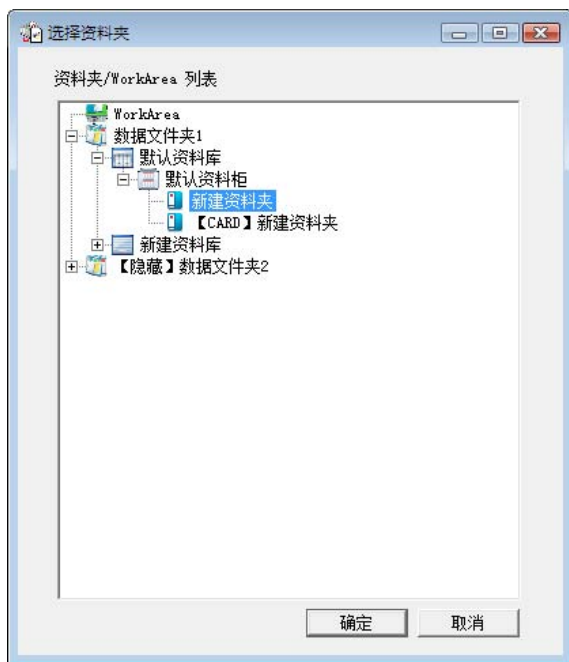 选择资料夹
资料夹/WorkArea 列表
WorkArea
数据文件夹1
默认资料库
默认资料柜
新建资料夹
【CARD】新建资料夹
新建资料库
【隐藏】数据文件夹2
确定
取消